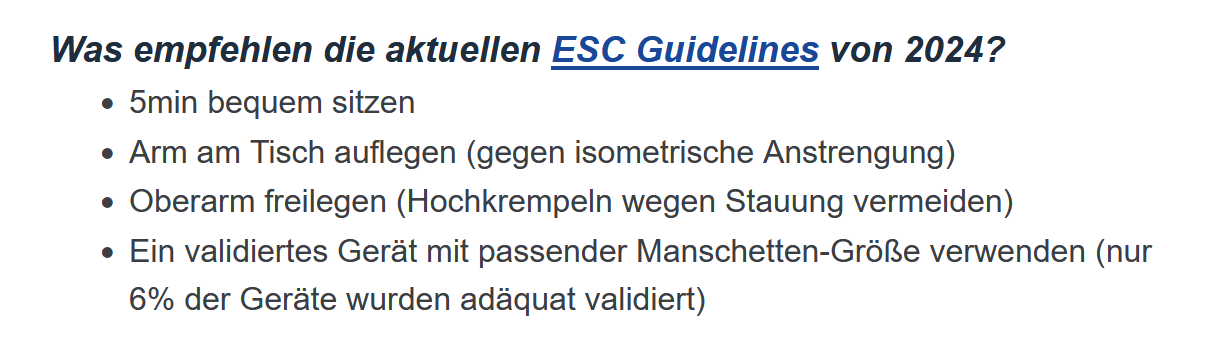 Was empfehlen die aktuellen ESC Guidelines von 2024?
• 5min bequem sitzen
• Arm am Tisch auflegen (gegen isometrische Anstrengung)
• Oberarm freilegen (Hochkrempeln wegen Stauung vermeiden)
• Ein validiertes Gerät mit passender Manschetten-Größe verwenden (nur
6% der Geräte wurden adäquat validiert)